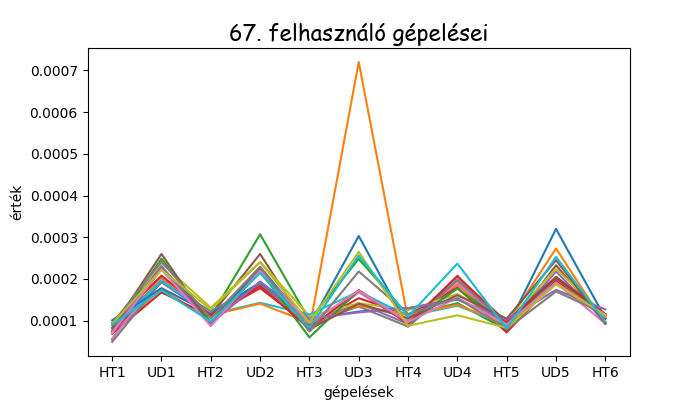 67. felhasználó gépelései
érték
0.0007
0.0006
0.0005
0.0004
0.0003
0.0002
0.0001
HT1 UD1 HT2 UD2 HT3 UD3 HT4 UD4 HT5 UD5 HT6
gépelések